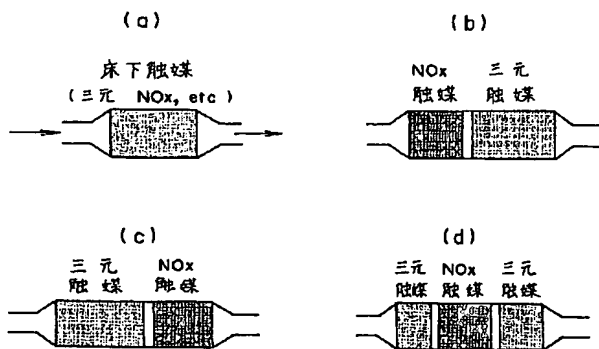 (a)
床下触媒
(三元 NOx, etc)
(b)
NOx 三元
触媒 触媒
(c)
三元 NOx
触媒 触媒
(d)
三元 NOx 三元
触媒 触媒 触媒